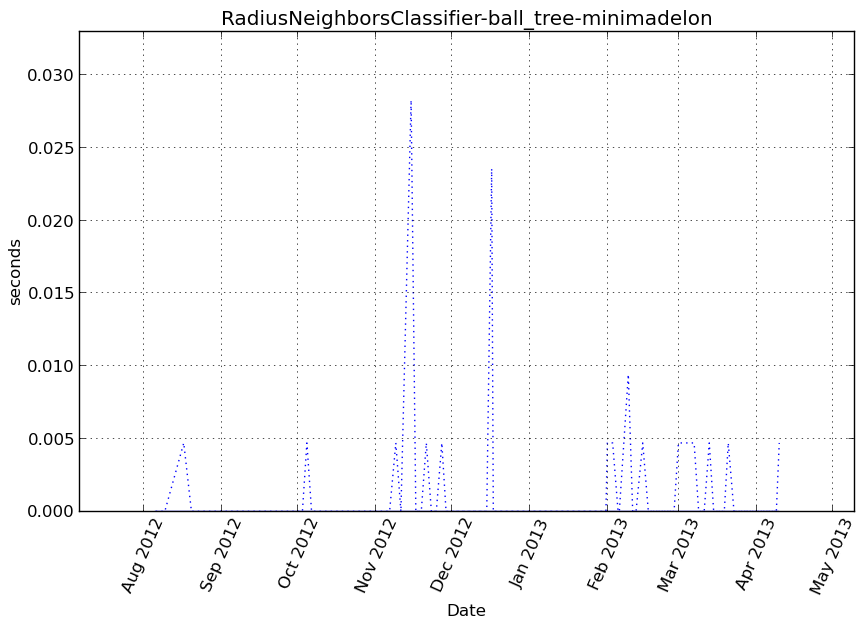 RadiusNeighborsClassifier-ball_tree-minimadelon
0.030
0.025
0.020
0.015
0.010
0.005
0.000
seconds
Aug 2012
Sep 2012
Oct 2012
Nov 2012
Dec 2012
Jan 2013
Feb 2013
Mar 2013
Apr 2013
May 2013
Date